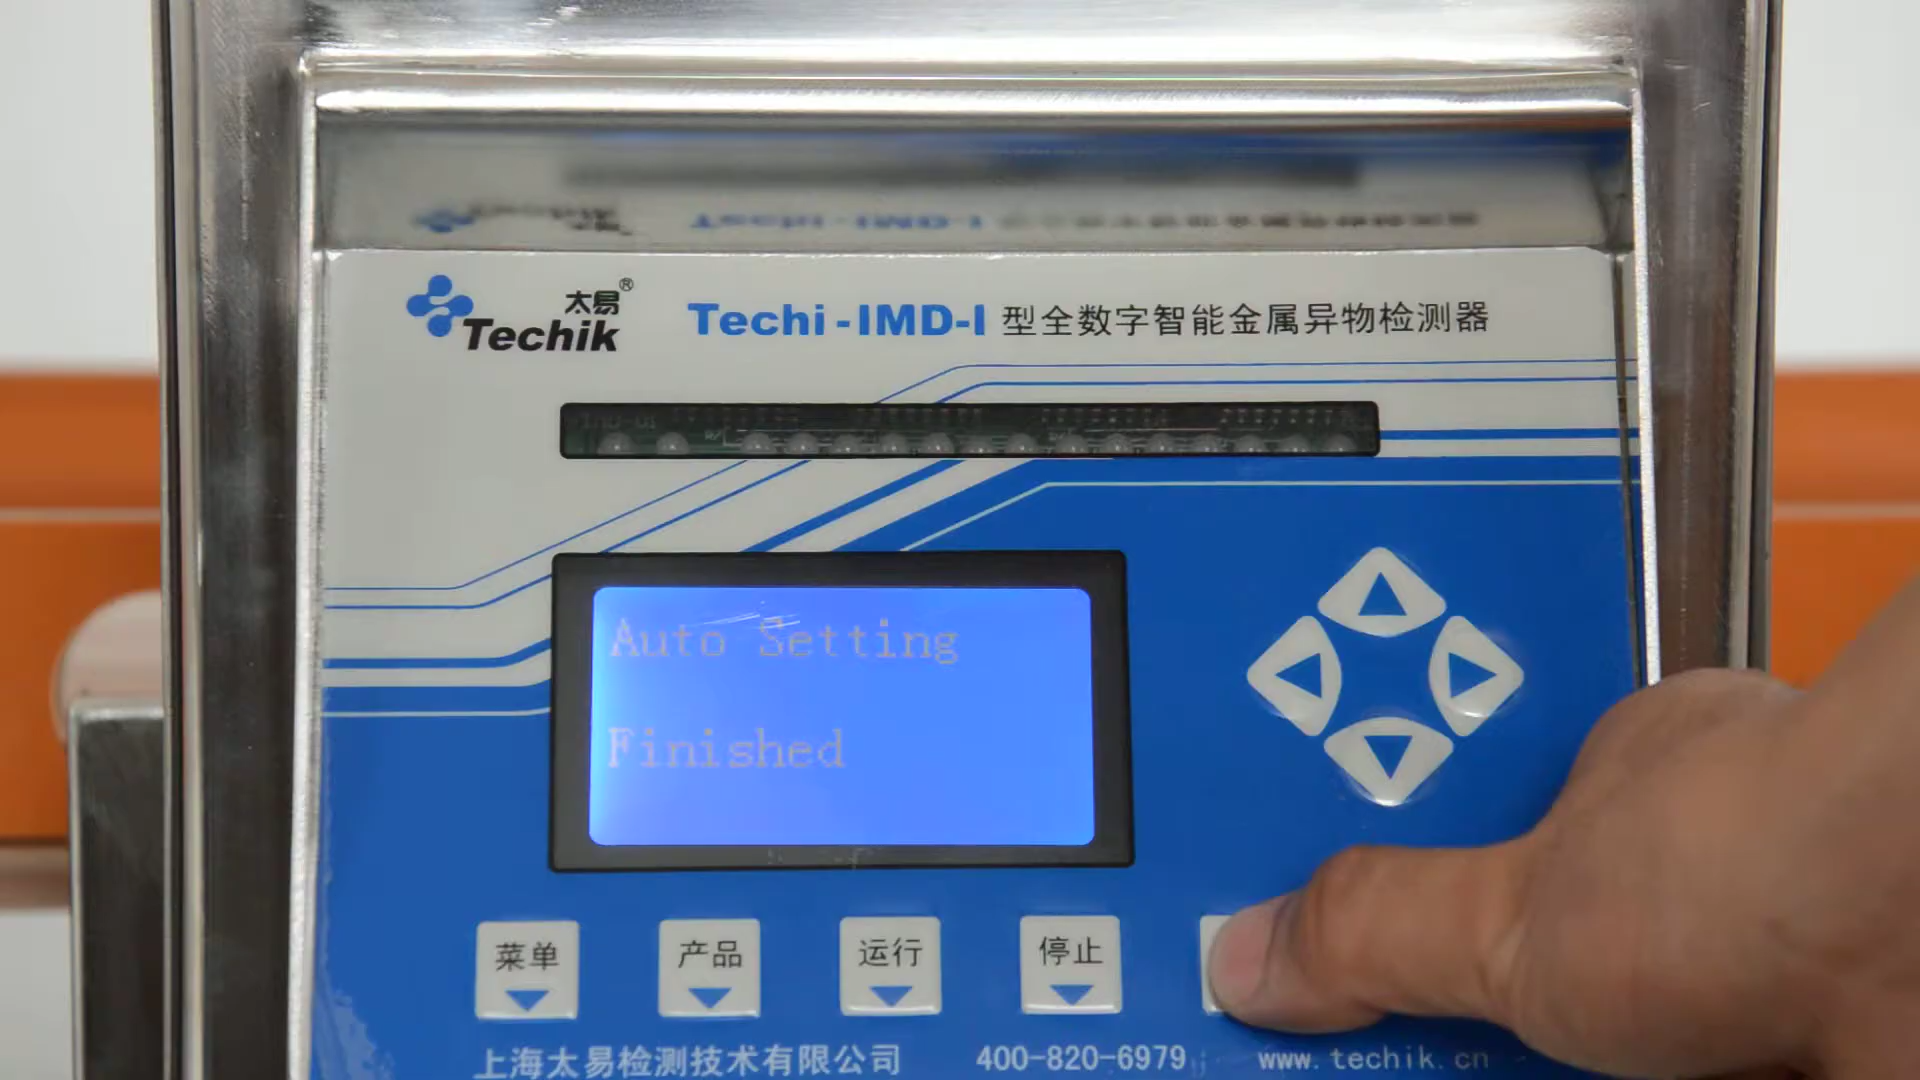 太易®
Techik
Techi-IMD-I 型全数字智能金属异物检测器
Auto Setting
Finished
菜单
产品
运行
停止
上海太易检测技术有限公司
400-820-6979
www.techik.cn